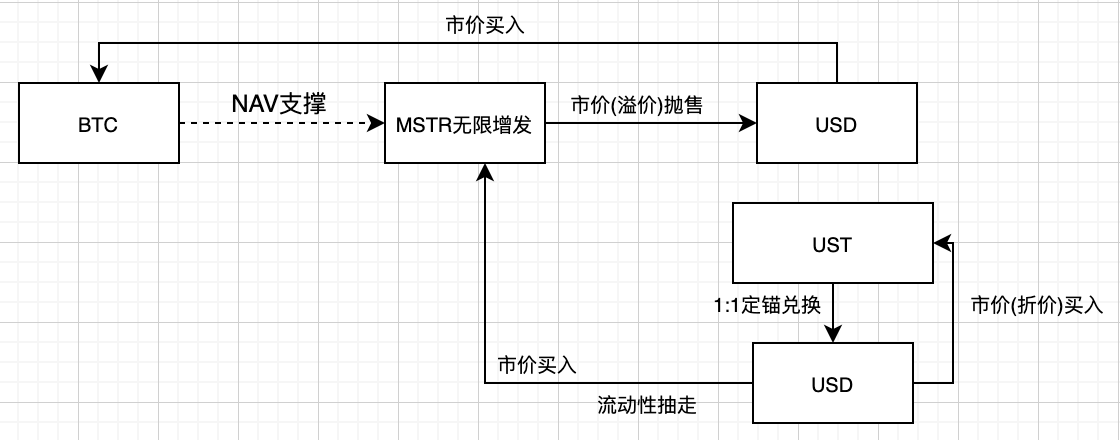 市价买入
BTC
NAV支撑
MSTR无限增发
市价(溢价)抛售
USD
UST
1:1定锚兑换
市价(折价)买入
USD
市价买入
流动性抽走